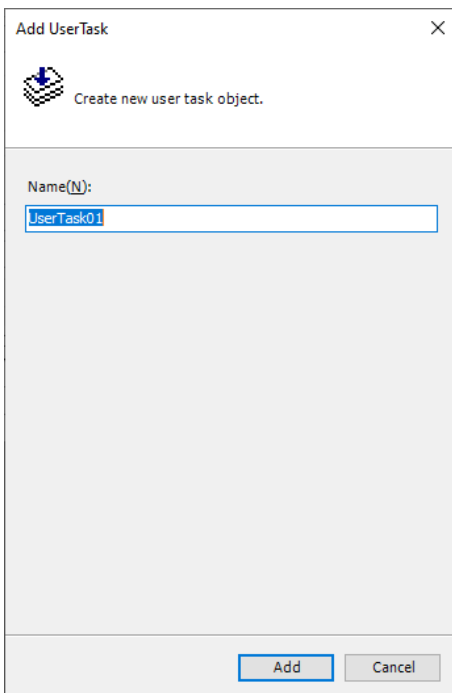 Add UserTask
Create new user task object.
Name(N):
UserTask01
Add
Cancel